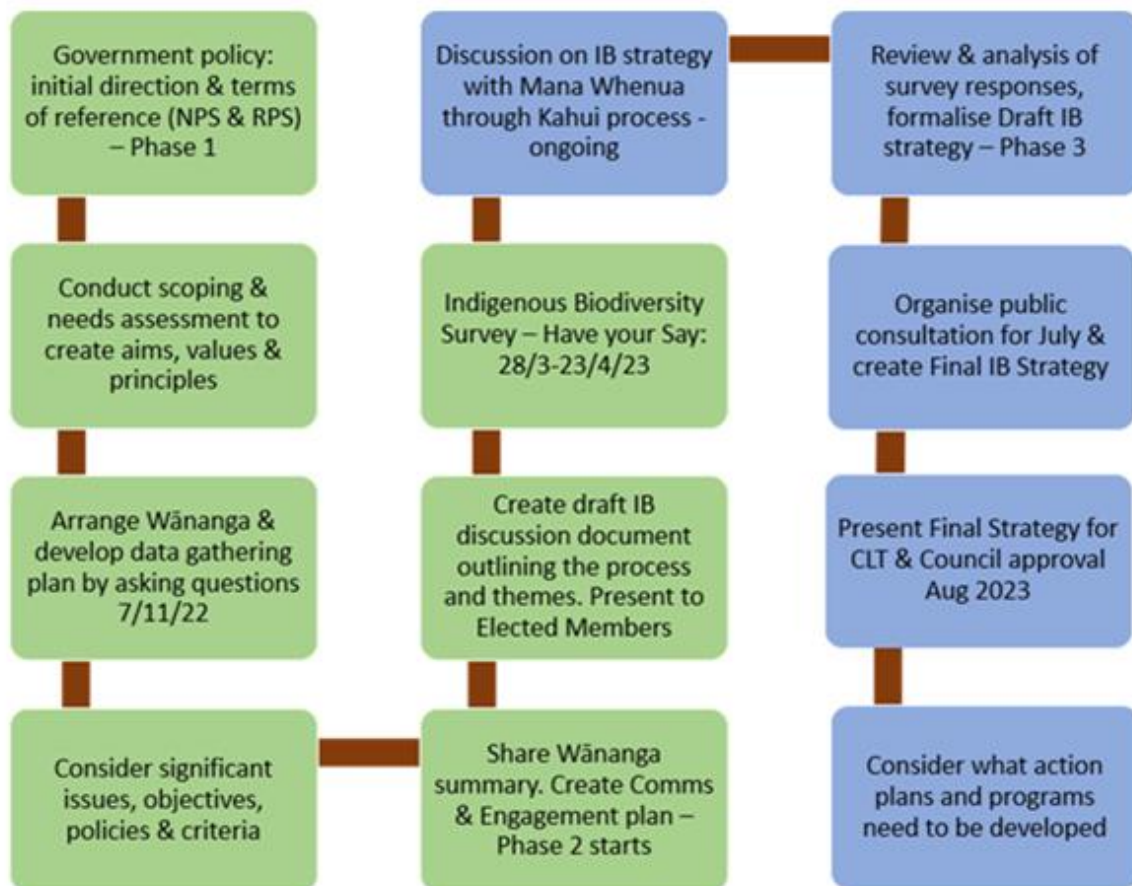 Government policy:
initial direction & terms
of reference (NPS & RPS)
– Phase 1
Conduct scoping &
needs assessment to
create aims, values &
principles
Arrange Wānanga &
develop data gathering
plan by asking questions
7/11/22
Consider significant
issues, objectives,
policies & criteria
Share Wānanga
summary. Create Comms
& Engagement plan –
Phase 2 starts
Create draft IB
discussion document
outlining the process
and themes. Present to
Elected Members
Indigenous Biodiversity
Survey – Have your Say:
28/3-23/4/23
Discussion on IB strategy
with Mana Whenua
through Kahui process -
ongoing
Review & analysis of
survey responses,
formalise Draft IB
strategy – Phase 3
Organise public
consultation for July &
create Final IB Strategy
Present Final Strategy for
CLT & Council approval
Aug 2023
Consider what action
plans and programs
need to be developed